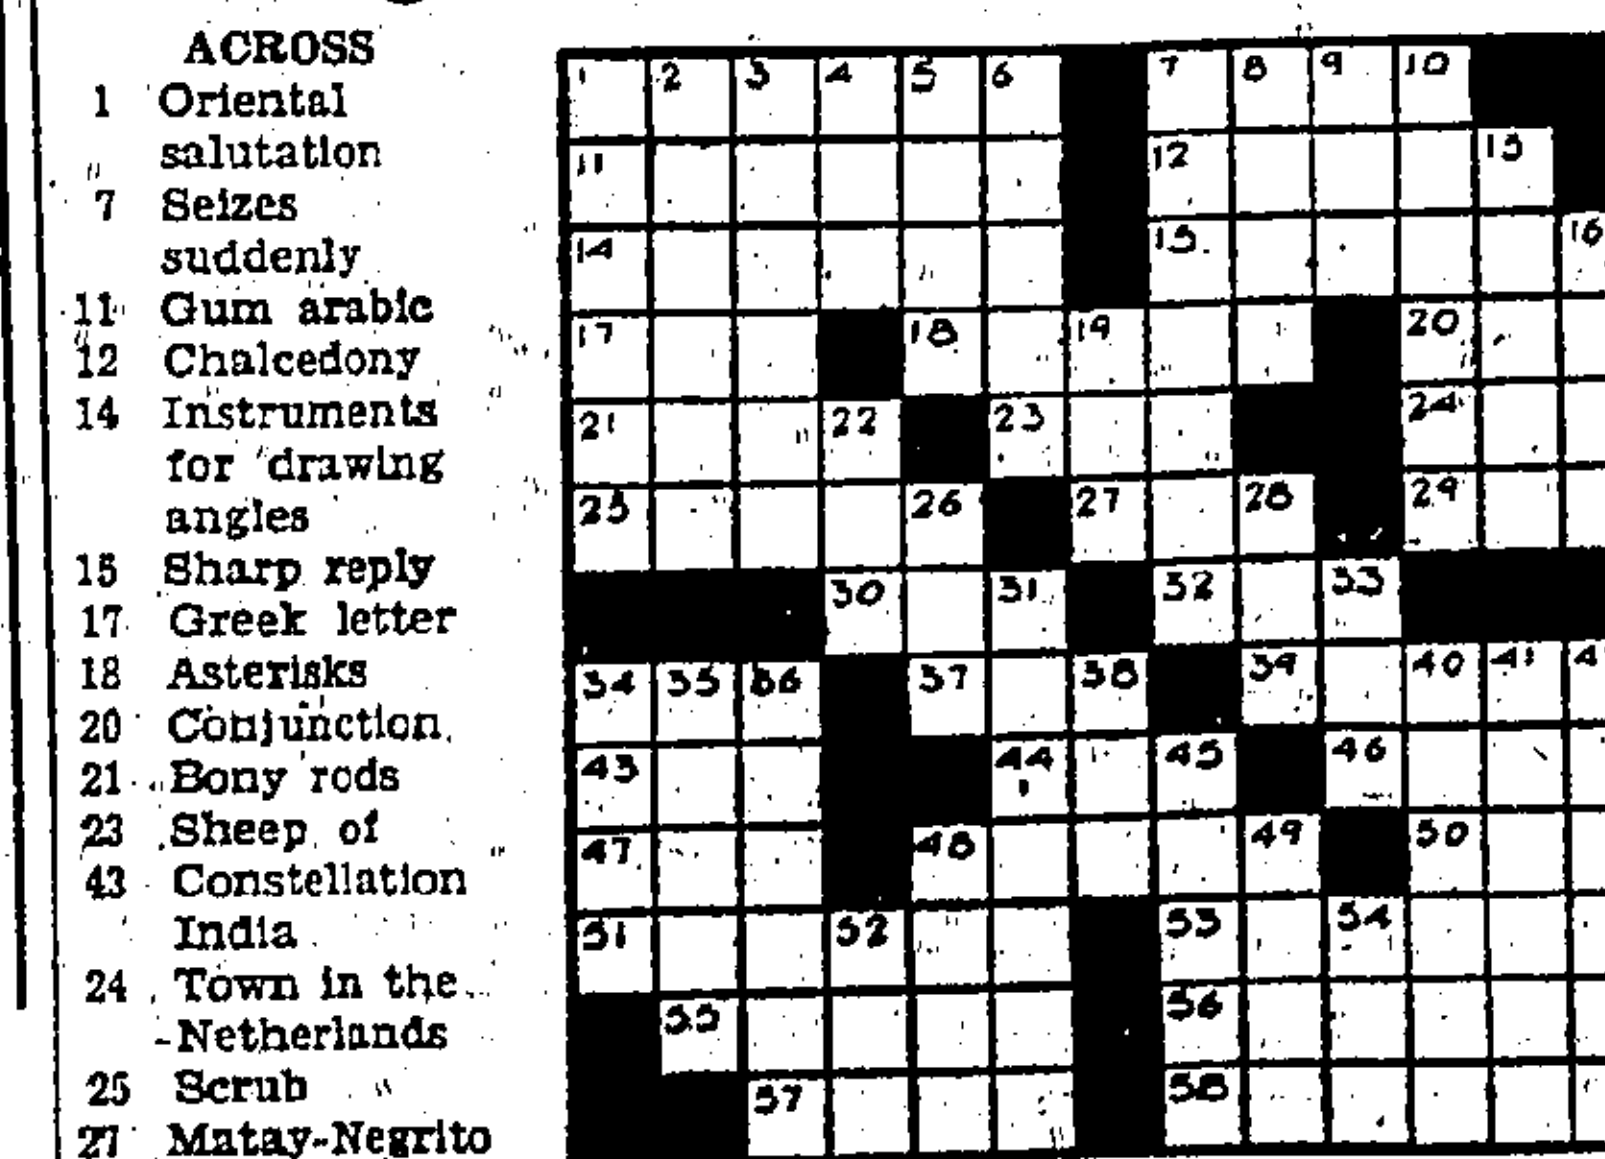 ACROSS
1 Oriental
salutation
7 Seizes
suddenly
11 Gum arabic
12 Chalcedony
14 Instruments
for drawing
angles
15 Sharp reply
17 Greek letter
18 Asterisks
20 Conjunction
21 Bony rods
23 Sheep of
43 Constellation
India
24 Town in the
Netherlands
25 Scrub
27 Matay-Negrito
1 2 3 4 5 6 7 8 9 10
11 12 13
14 15 16
17 18 19 20
21 22 23 24
25 26 27 28 29
30 31 32 33
34 35 36 37 38 39 40 41
43 44 45 46
47 48 49 50
51 52 53 54
55 56
57 58